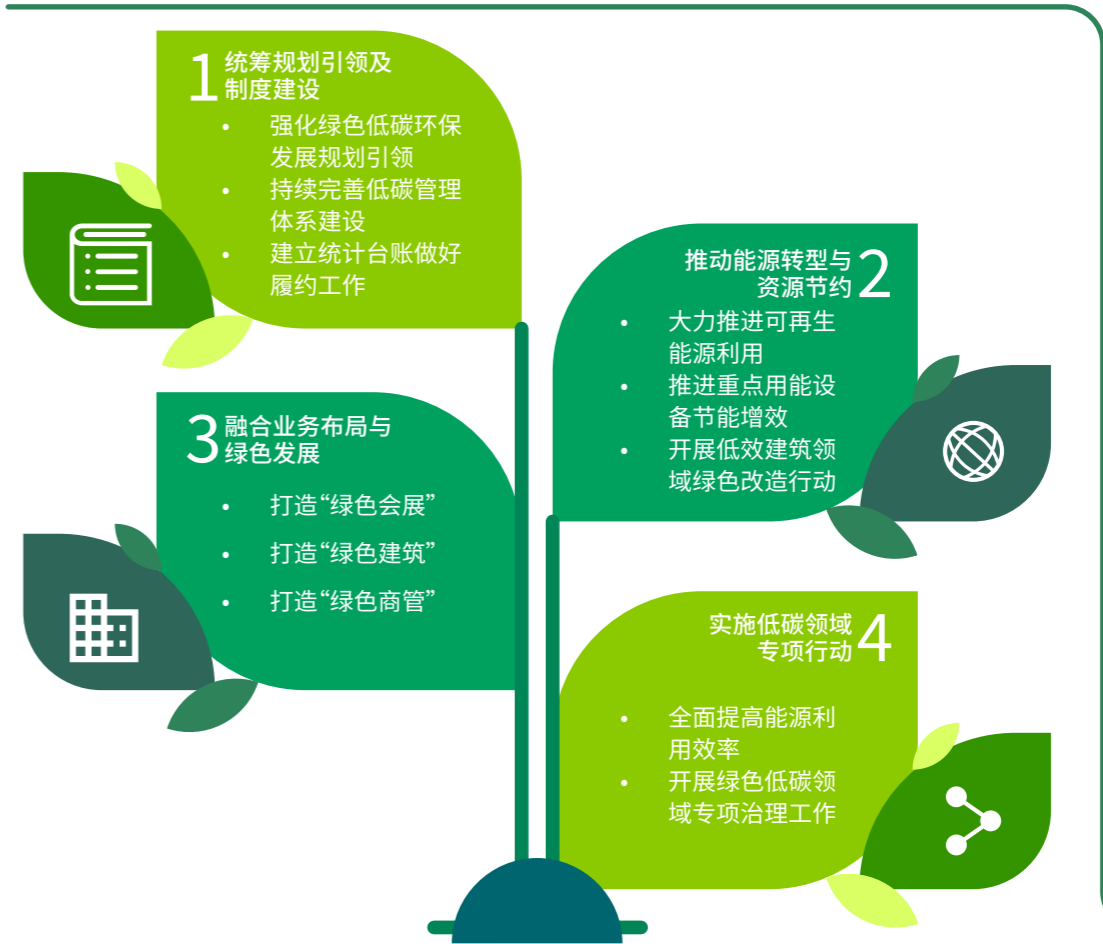 1 统筹规划引领及
制度建设
• 强化绿色低碳环保
发展规划引领
• 持续完善低碳管理
体系建设
• 建立统计台账做好
履约工作
推动能源转型与
资源节约 2
• 大力推进可再生
能源利用
• 推进重点用能设
备节能增效
• 开展低效建筑领
域绿色改造行动
3 融合业务布局与
绿色发展
• 打造“绿色会展”
• 打造“绿色建筑”
• 打造“绿色商管”
实施低碳领域
专项行动 4
• 全面提高能源利
用效率
• 开展绿色低碳领
域专项治理工作